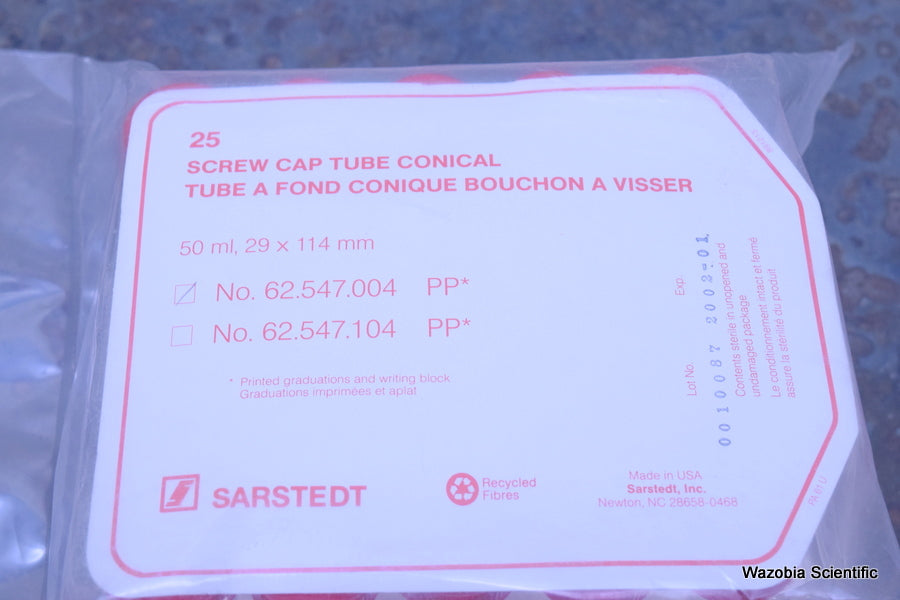 25
SCREW CAP TUBE CONICAL
TUBE A FOND CONIQUE BOUCHON A VISSER
50 ml, 29 x 114 mm
No. 62.547.004 PP*
No. 62.547.104 PP*
* Printed graduations and writing block
Graduations imprimées et aplat
SARSTEDT
Recycled
Fibres
Made in USA
Sarstedt, Inc.
Newton, NC 28658-0468
Lot No. Exp.
0010087 2002-01
Contents sterile in unopened and
undamaged package
Le conditionnement intact et fermé
assure la stérilité du produit
Wazobia Scientific